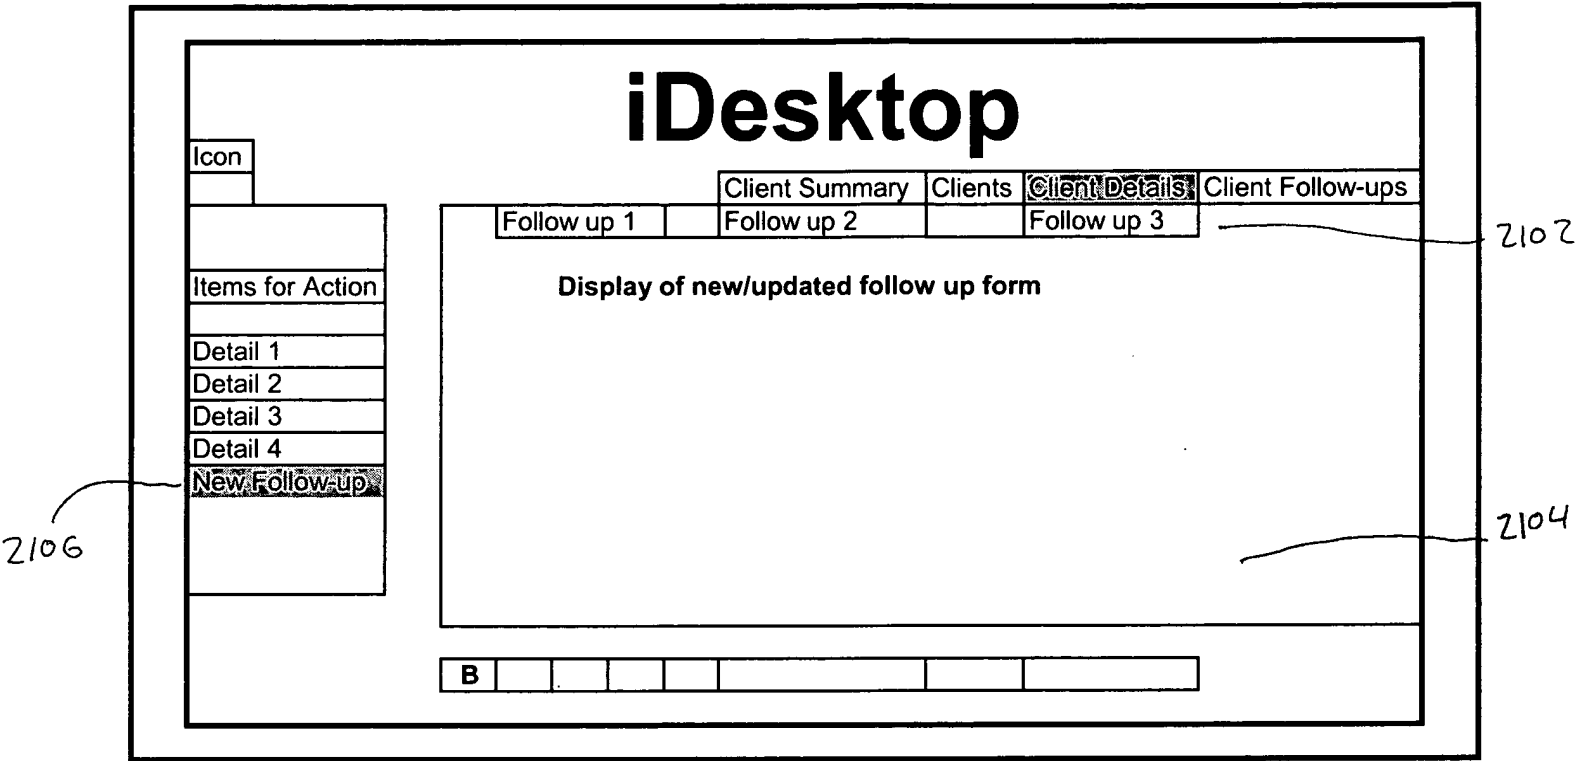 iDesktop
Icon
Client Summary Clients Client Details Client Follow-ups
Follow up 1 Follow up 2 Follow up 3
2102
Items for Action
Display of new/updated follow up form
Detail 1
Detail 2
Detail 3
Detail 4
New Follow-up
2104
2106
B